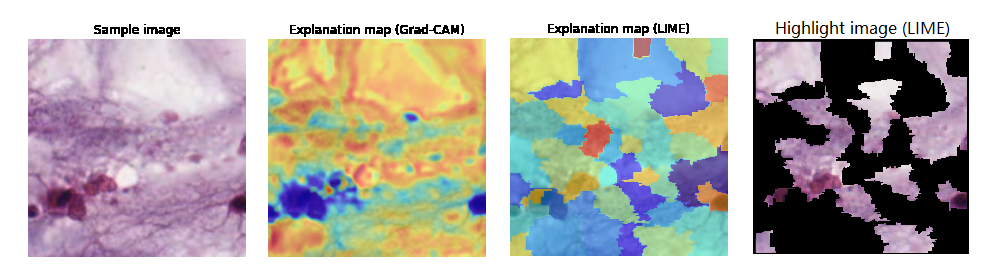 Sample image
Explanation map (Grad-CAM)
Explanation map (LIME)
Highlight image (LIME)